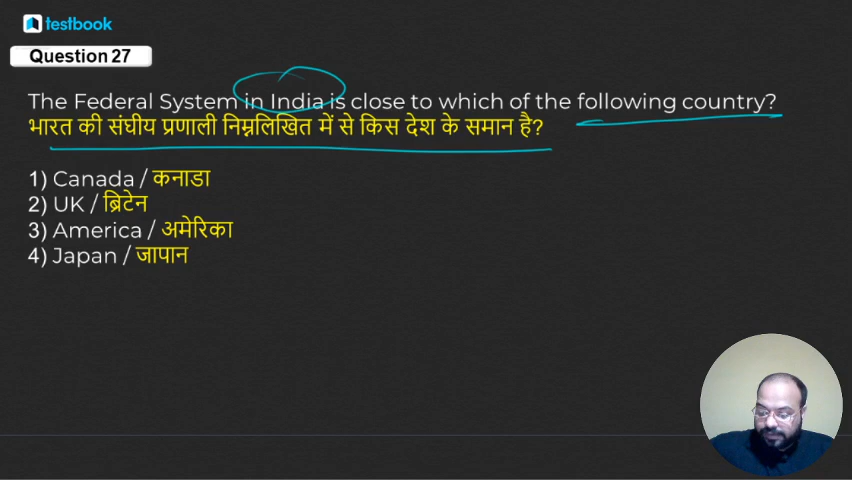 testbook
Question 27
The Federal System in India is close to which of the following country?
भारत की संघीय प्रणाली निम्नलिखित में से किस देश के समान है?
1) Canada / कनाडा
2) UK / ब्रिटेन
3) America / अमेरिका
4) Japan / जापान